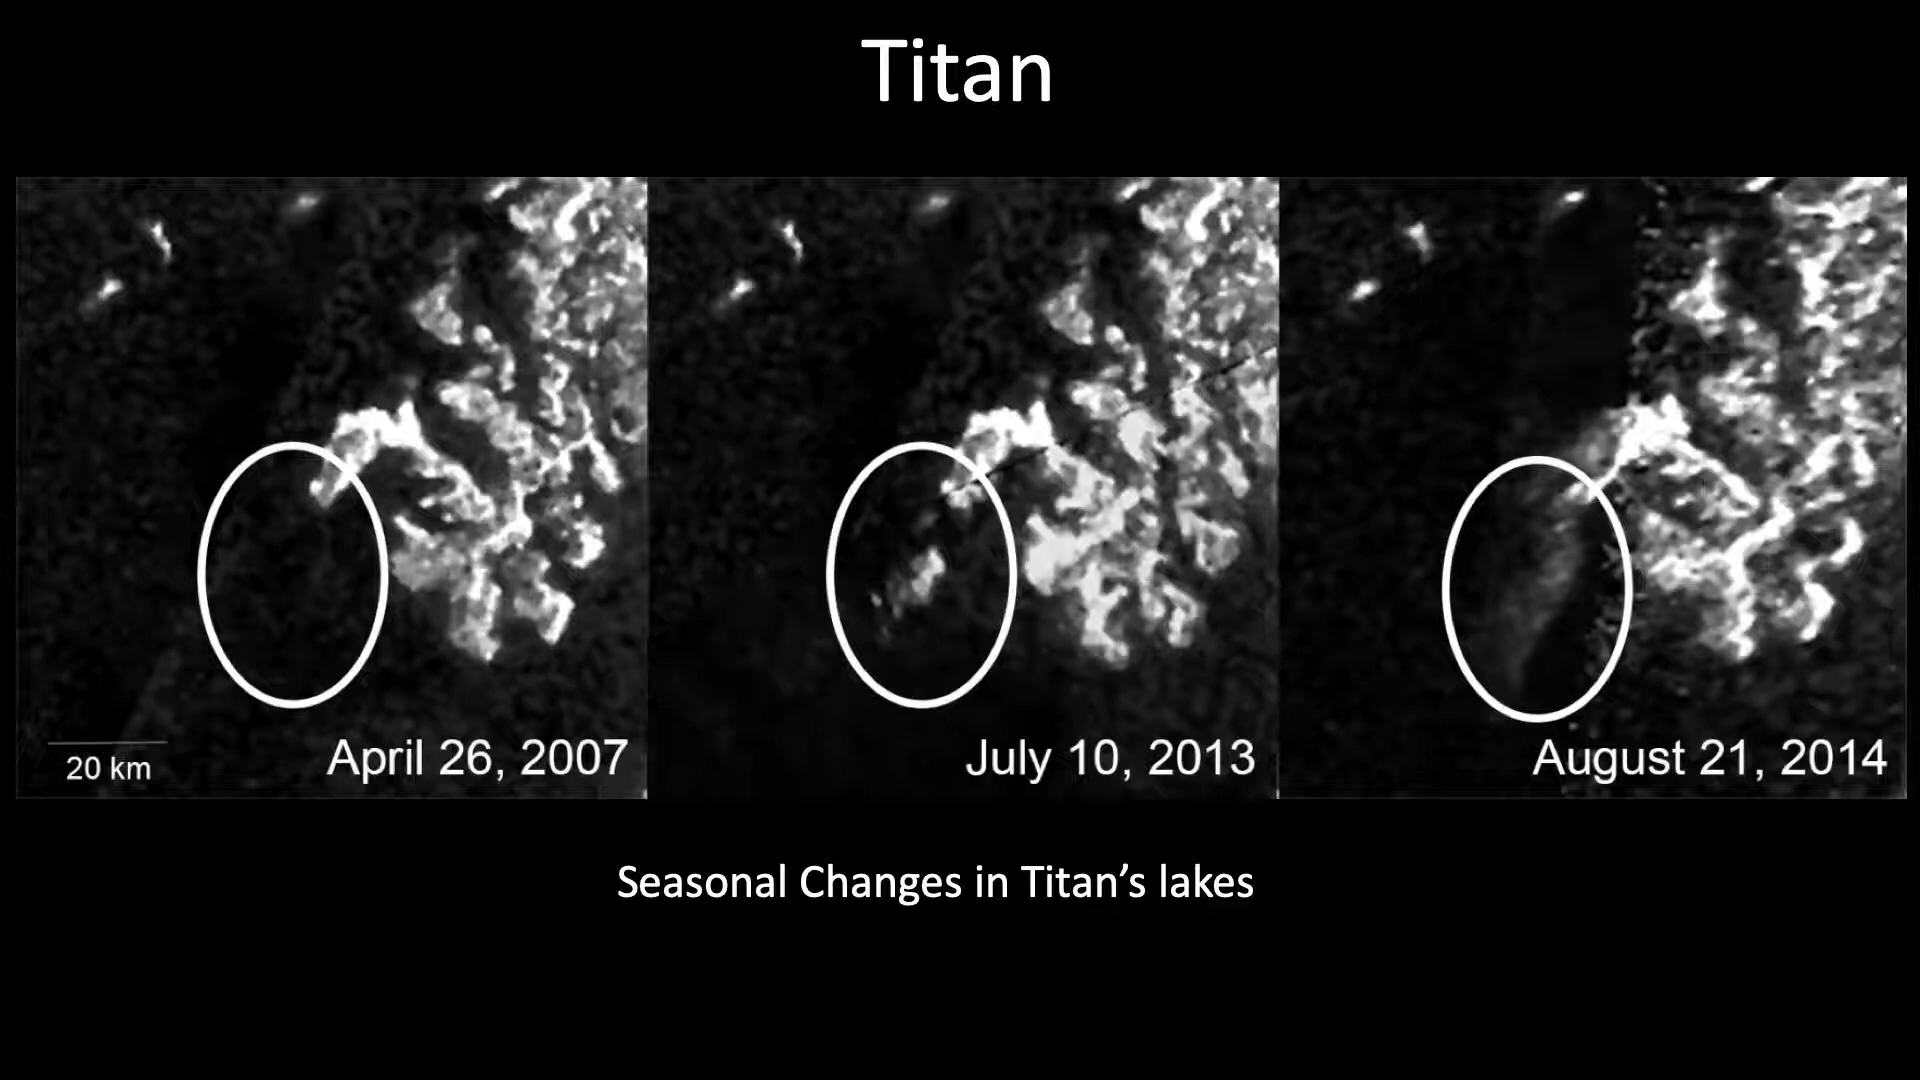 Titan
20 km
April 26, 2007
July 10, 2013
August 21, 2014
Seasonal Changes in Titan’s lakes